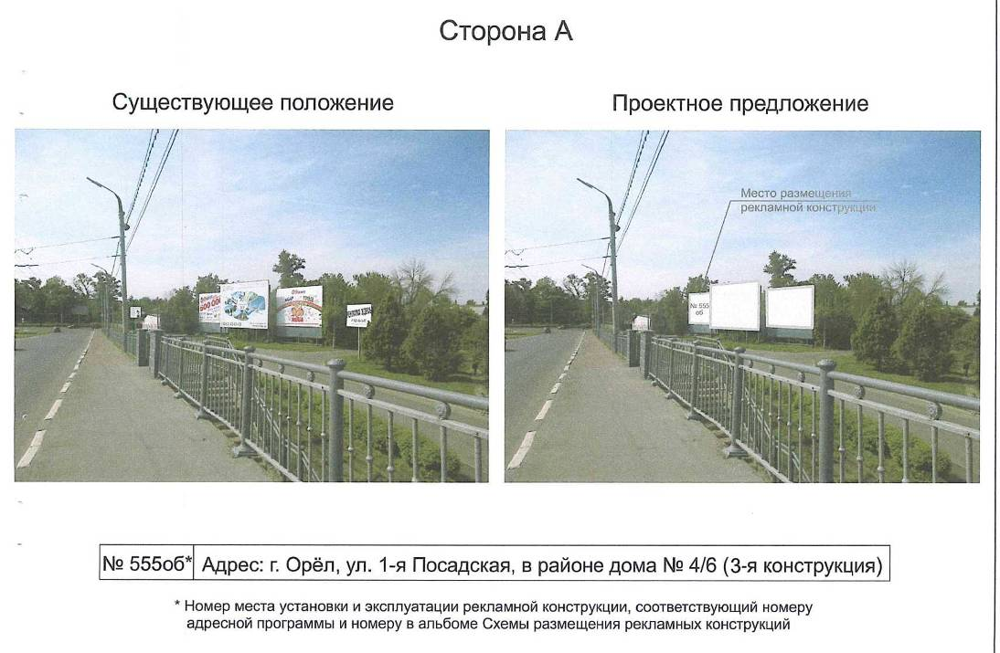 Сторона А
Существующее положение
Проектное предложение
Место размещения
рекламной конструкции
№ 555
об
№ 555об*
Адрес: г. Орёл, ул. 1-я Посадская, в районе дома № 4/6 (3-я конструкция)
* Номер места установки и эксплуатации рекламной конструкции, соответствующий номеру
адресной программы и номеру в альбоме Схемы размещения рекламных конструкций